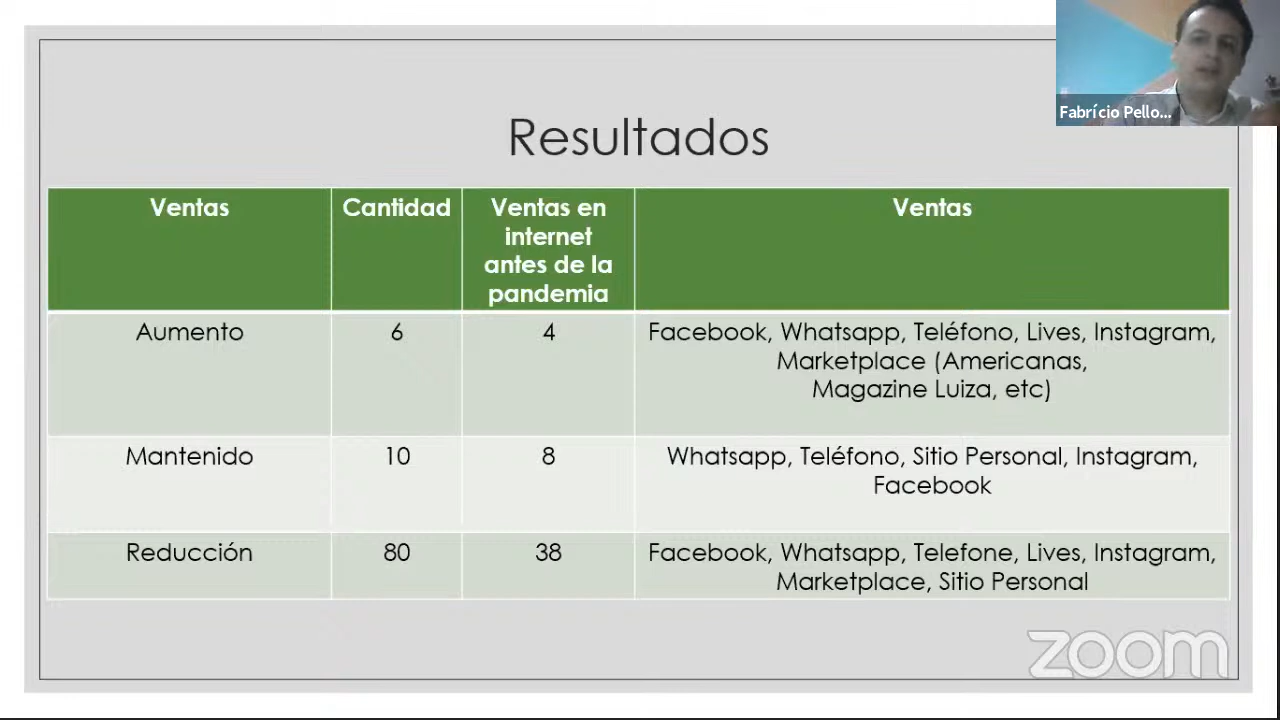 Fabrício Pello...
Resultados
Ventas
Cantidad
Ventas en
internet
antes de la
pandemia
Ventas
Aumento
6
4
Facebook, Whatsapp, Teléfono, Lives, Instagram,
Marketplace (Americanas,
Magazine Luiza, etc)
Mantenido
10
8
Whatsapp, Teléfono, Sitio Personal, Instagram,
Facebook
Reducción
80
38
Facebook, Whatsapp, Telefone, Lives, Instagram,
Marketplace, Sitio Personal
zoom